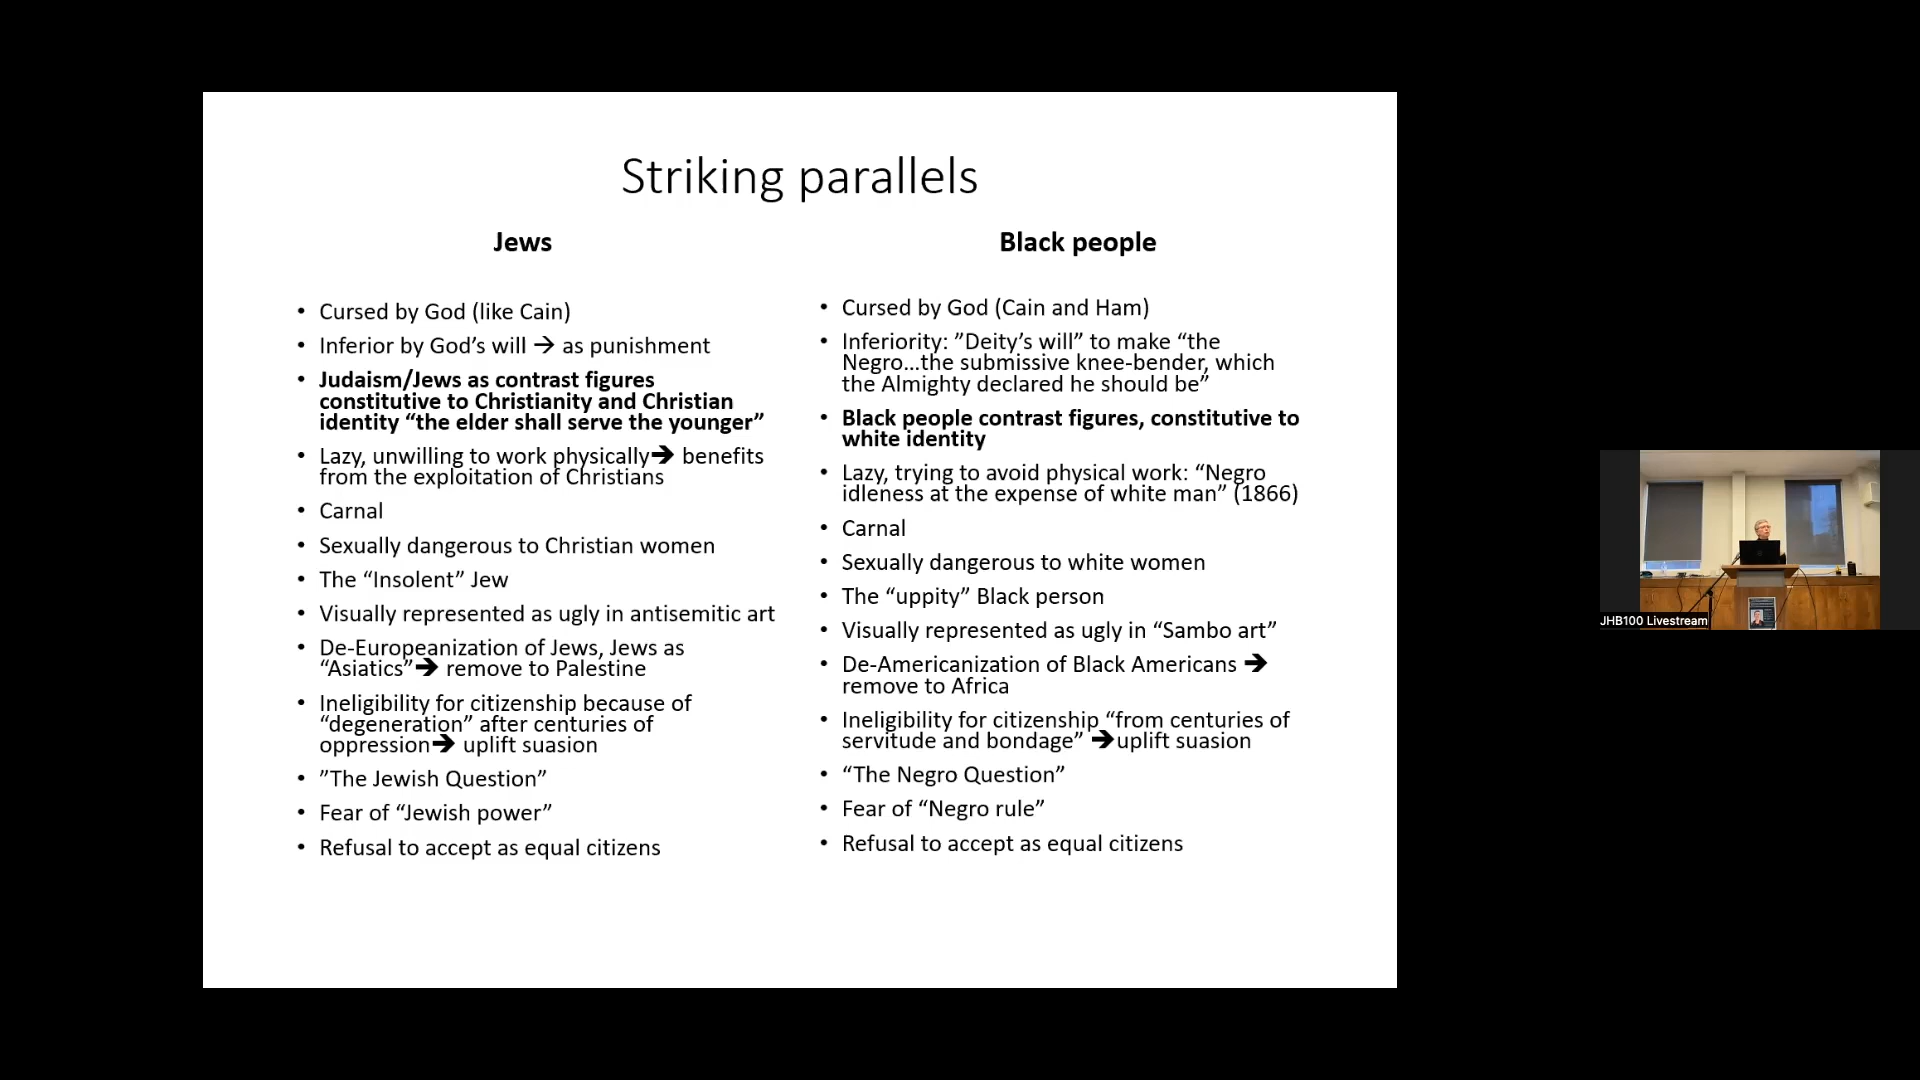 Striking parallels
Jews
• Cursed by God (like Cain)
• Inferior by God’s will → as punishment
• Judaism/Jews as contrast figures
constitutive to Christianity and Christian
identity “the elder shall serve the younger”
• Lazy, unwilling to work physically➔ benefits
from the exploitation of Christians
• Carnal
• Sexually dangerous to Christian women
• The “Insolent” Jew
• Visually represented as ugly in antisemitic art
• De-Europeanization of Jews, Jews as
“Asiatics”➔ remove to Palestine
• Ineligibility for citizenship because of
“degeneration” after centuries of
oppression➔ uplift suasion
• ”The Jewish Question”
• Fear of “Jewish power”
• Refusal to accept as equal citizens
Black people
• Cursed by God (Cain and Ham)
• Inferiority: ”Deity’s will” to make “the
Negro…the submissive knee-bender, which
the Almighty declared he should be”
• Black people contrast figures, constitutive to
white identity
• Lazy, trying to avoid physical work: “Negro
idleness at the expense of white man” (1866)
• Carnal
• Sexually dangerous to white women
• The “uppity” Black person
• Visually represented as ugly in “Sambo art”
• De-Americanization of Black Americans ➔
remove to Africa
• Ineligibility for citizenship “from centuries of
servitude and bondage” ➔uplift suasion
• “The Negro Question”
• Fear of “Negro rule”
• Refusal to accept as equal citizens
JHB100 Livestream